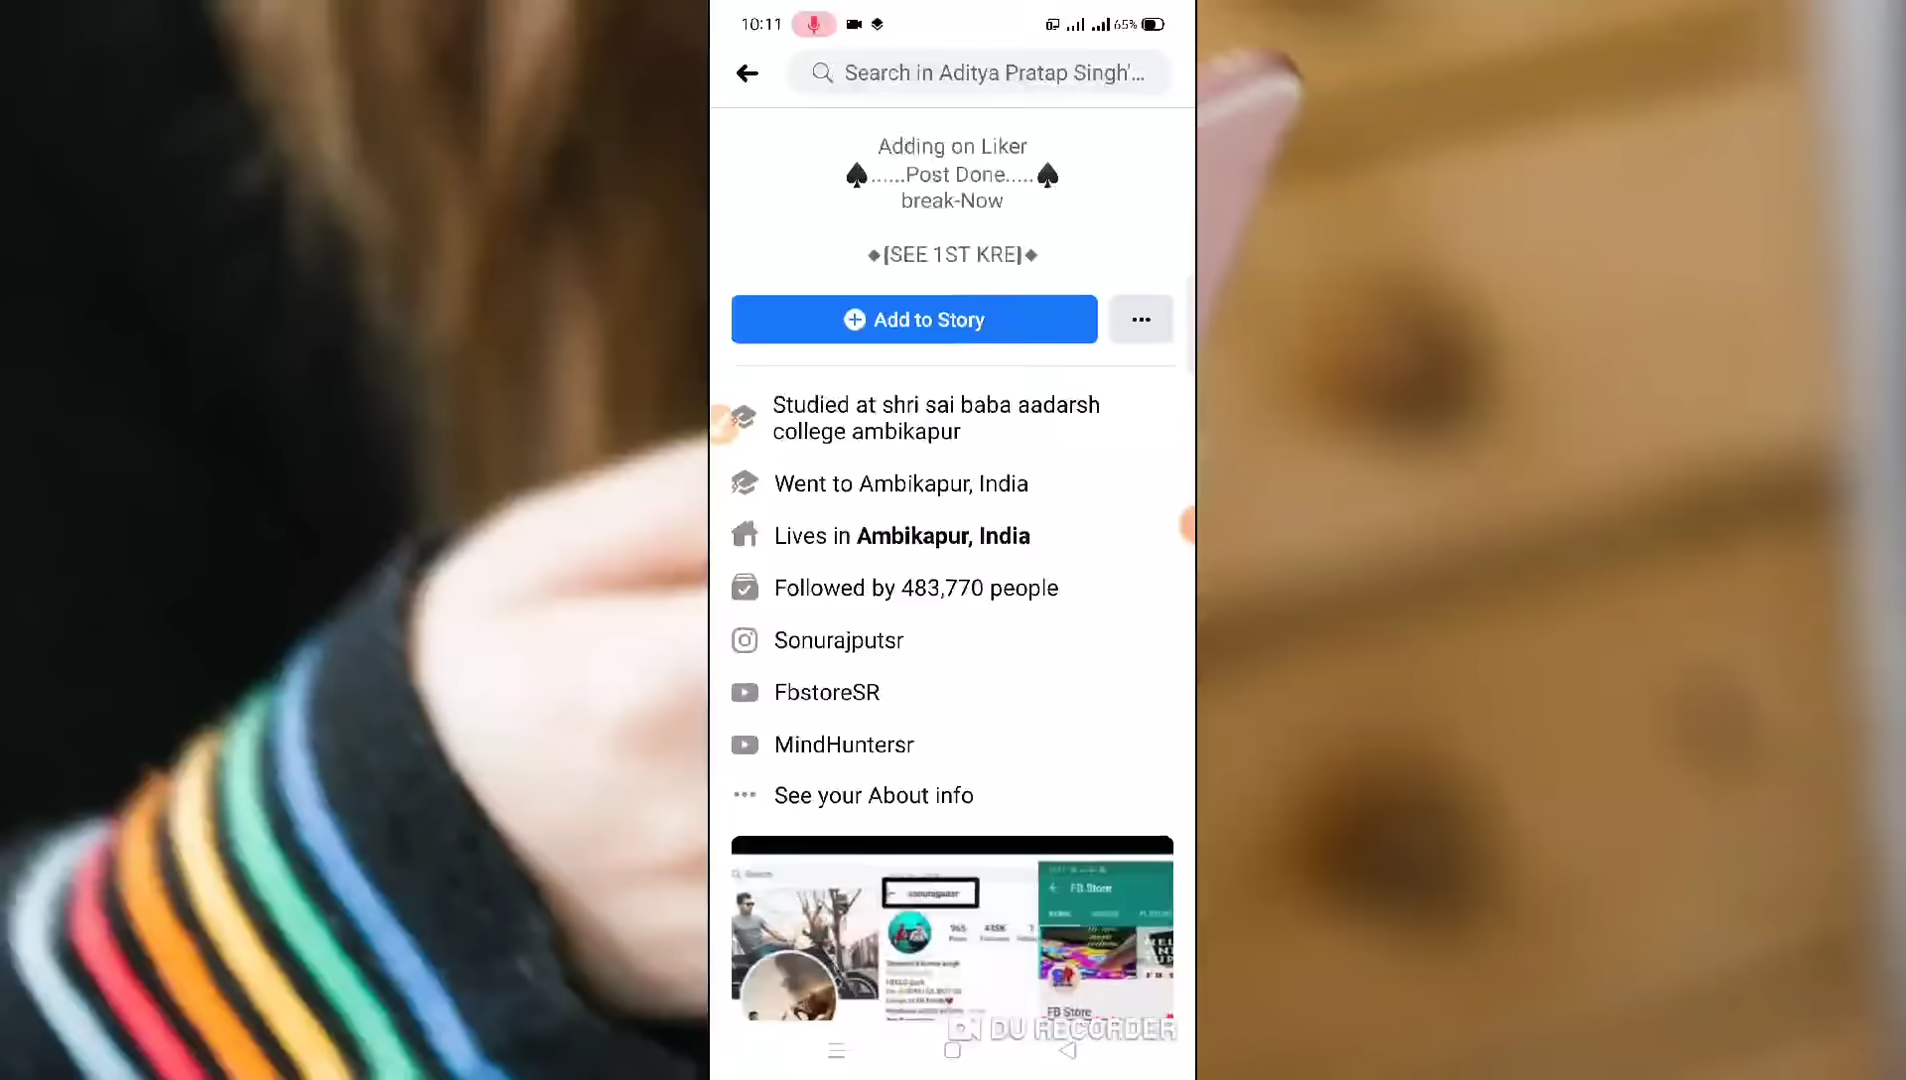 10:11
65%
Search in Aditya Pratap Singh'...
Adding on Liker
♠......Post Done.....♠
break-Now
◆[SEE 1ST KRE]◆
Add to Story
Studied at shri sai baba aadarsh
college ambikapur
Went to Ambikapur, India
Lives in Ambikapur, India
Followed by 483,770 people
Sonurajputsr
FbstoreSR
MindHuntersr
See your About info
Search
sonurajputsr
FB Store
FB Store
DU RECORDER